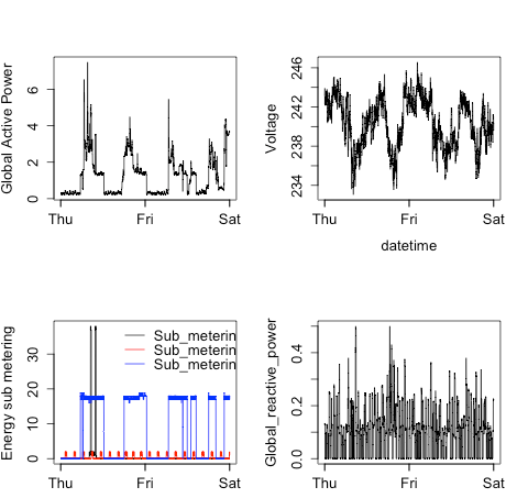 Global Active Power
6
4
2
0
Thu Fri Sat
Voltage
246
242
238
234
Thu Fri Sat
datetime
Energy sub metering
30
20
10
0
Sub_meterin
Sub_meterin
Sub_meterin
Thu Fri Sat
Global_reactive_power
0.4
0.2
0.0
Thu Fri Sat